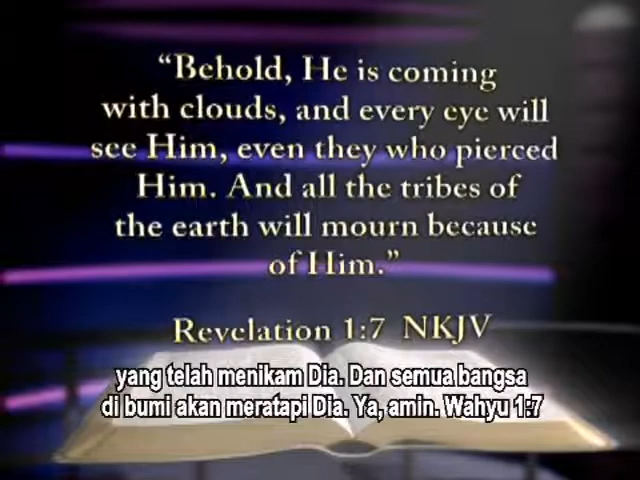 “Behold, He is coming
with clouds, and every eye will
see Him, even they who pierced
Him. And all the tribes of
the earth will mourn because
of Him.”
Revelation 1:7 NKJV
yang telah menikam Dia. Dan semua bangsa
di bumi akan meratapi Dia. Ya, amin. Wahyu 1:7